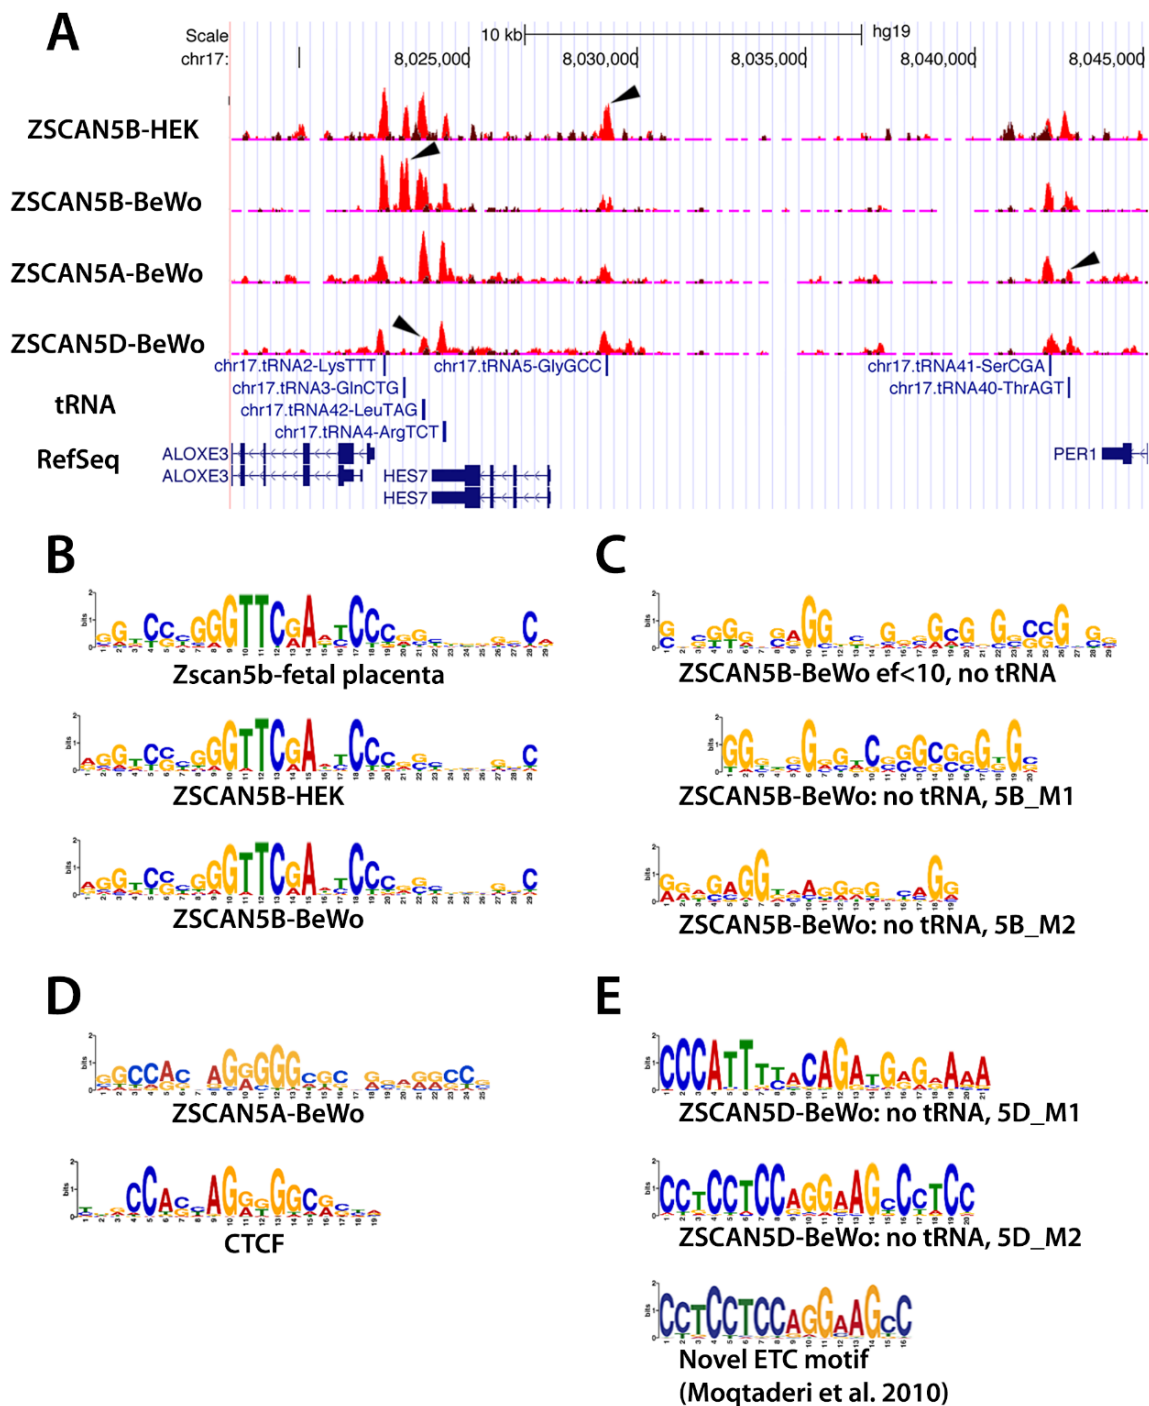 A
Scale 10 kb hg19
chr17: 8,025,000 8,030,000 8,035,000 8,040,000 8,045,000
ZSCAN5B-HEK
ZSCAN5B-BeWo
ZSCAN5A-BeWo
ZSCAN5D-BeWo
chr17.tRNA2-LysTTT chr17.tRNA5-GlyGCC chr17.tRNA41-SerCGA
chr17.tRNA3-GlnCTG chr17.tRNA40-ThrAGT
tRNA
chr17.tRNA42-LeuTAG
chr17.tRNA4-ArgTCT
RefSeq
ALOXE3 PER1
ALOXE3 HES7
HES7
B
Zscan5b-fetal placenta
ZSCAN5B-HEK
ZSCAN5B-BeWo
C
ZSCAN5B-BeWo ef<10, no tRNA
ZSCAN5B-BeWo: no tRNA, 5B_M1
ZSCAN5B-BeWo: no tRNA, 5B_M2
D
ZSCAN5A-BeWo
CTCF
E
ZSCAN5D-BeWo: no tRNA, 5D_M1
ZSCAN5D-BeWo: no tRNA, 5D_M2
Novel ETC motif
(Moqtaderi et al. 2010)